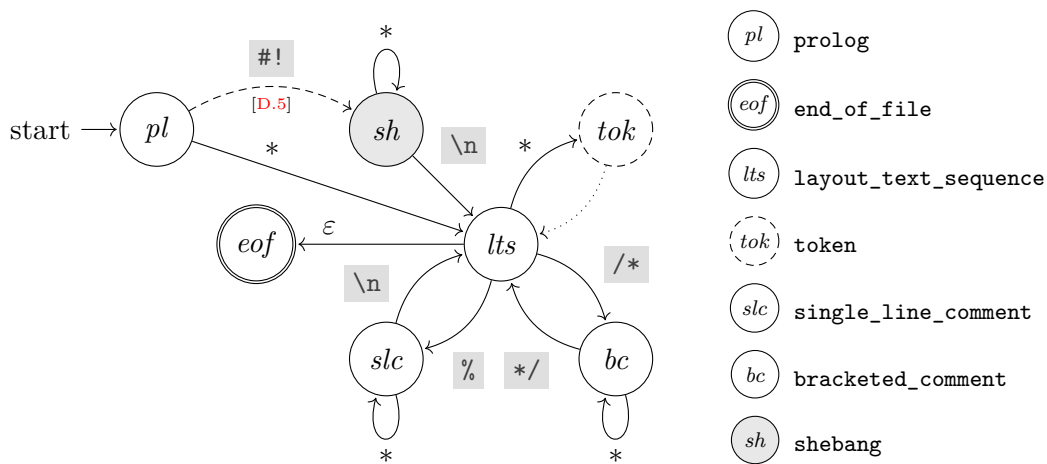 *
#!
[D.5]
start
pl
sh
tok
*
\n
*
eof
ε
lts
\n
/*
slc
%
*/
bc
*
*
pl prolog
eof end_of_file
lts layout_text_sequence
tok token
slc single_line_comment
bc bracketed_comment
sh shebang